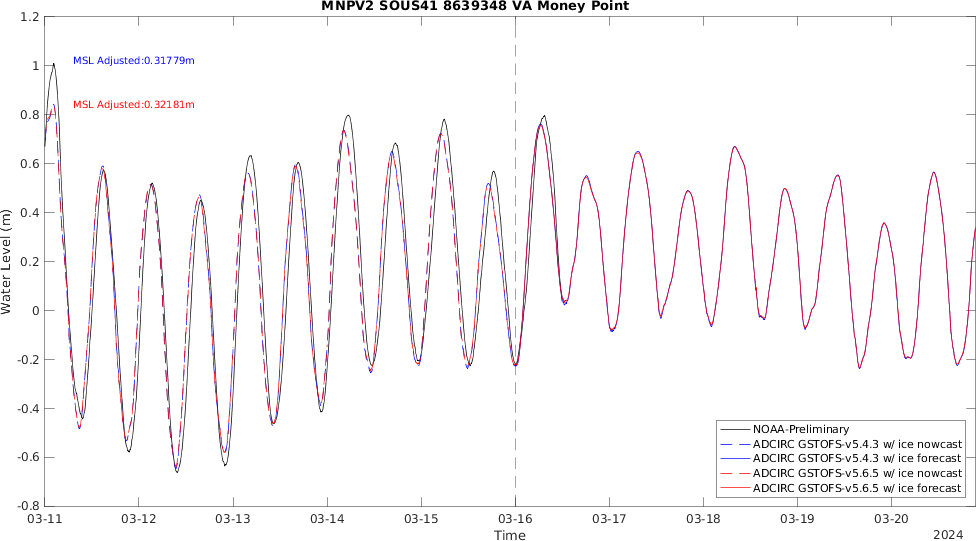 MNPV2 SOUS41 8639348 VA Money Point
1.2
1
0.8
0.6
0.4
0.2
0
-0.2
-0.4
-0.6
-0.8
Water Level (m)
MSL Adjusted:0.31779m
MSL Adjusted:0.32181m
NOAA-Preliminary
ADCIRC GSTOFS-v5.4.3 w/ ice nowcast
ADCIRC GSTOFS-v5.4.3 w/ ice forecast
ADCIRC GSTOFS-v5.6.5 w/ ice nowcast
ADCIRC GSTOFS-v5.6.5 w/ ice forecast
03-11 03-12 03-13 03-14 03-15 03-16 03-17 03-18 03-19 03-20
Time
2024